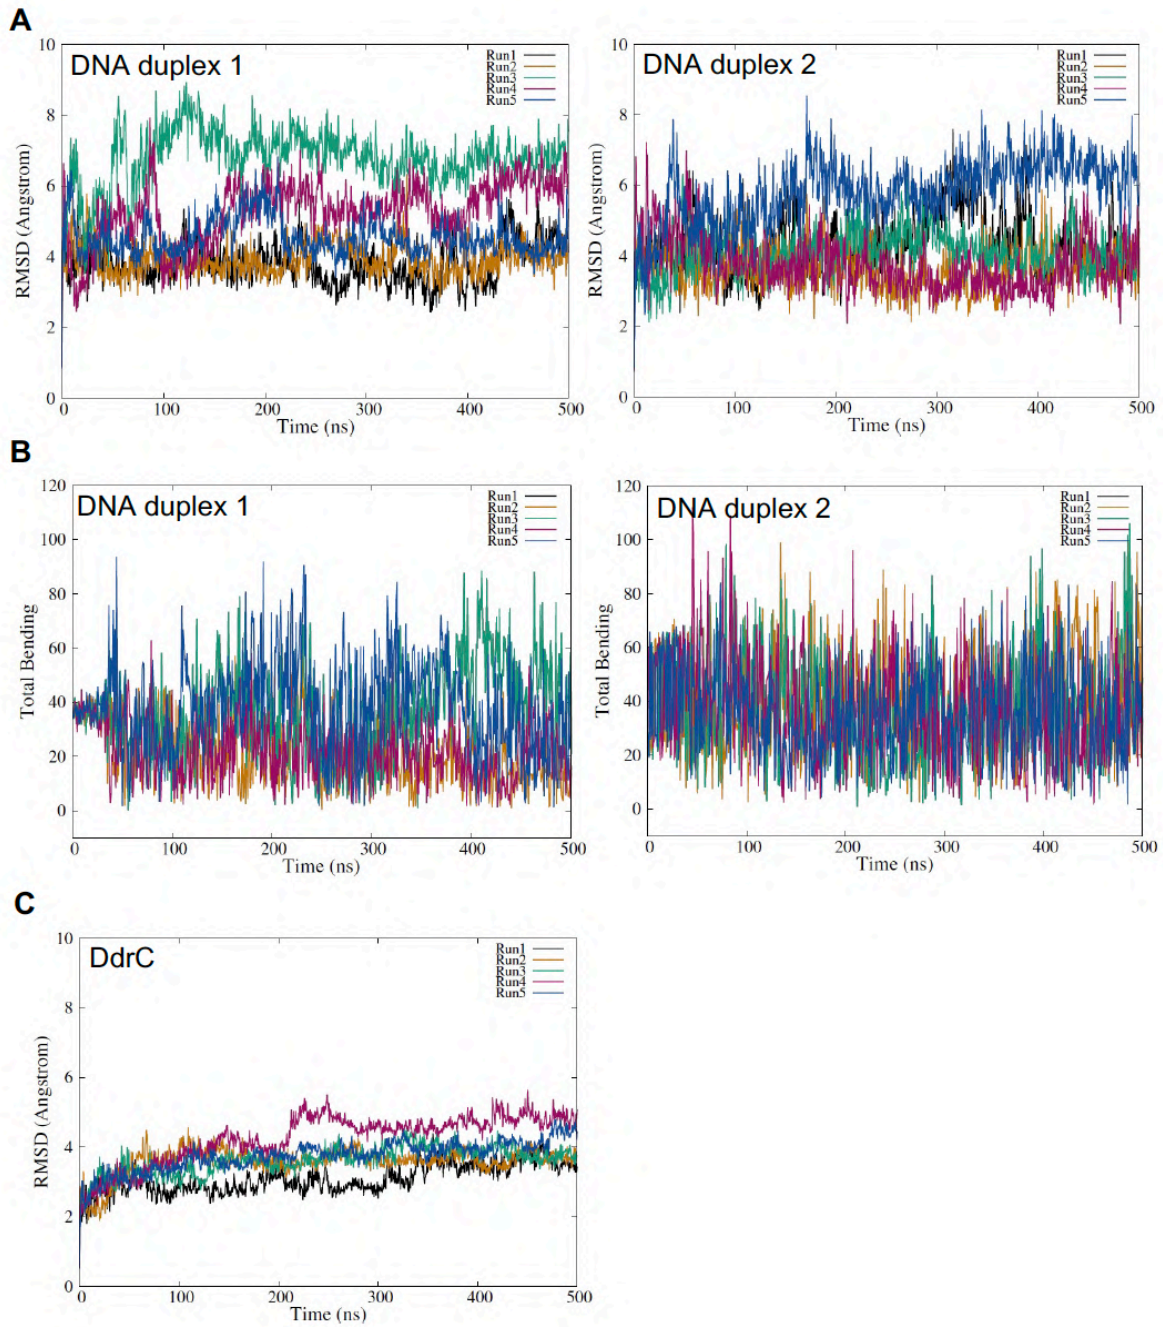 A
DNA duplex 1
RMSD (Angstrom)
10
8
6
4
2
0
Run1
Run2
Run3
Run4
Run5
0 100 200 300 400 500
Time (ns)
DNA duplex 2
RMSD (Angstrom)
10
8
6
4
2
0
Run1
Run2
Run3
Run4
Run5
0 100 200 300 400 500
Time (ns)
B
DNA duplex 1
Total Bending
120
100
80
60
40
20
0
Run1
Run2
Run3
Run4
Run5
0 100 200 300 400 500
Time (ns)
DNA duplex 2
Total Bending
120
100
80
60
40
20
0
Run1
Run2
Run3
Run4
Run5
0 100 200 300 400 500
Time (ns)
C
DdrC
RMSD (Angstrom)
10
8
6
4
2
0
Run1
Run2
Run3
Run4
Run5
0 100 200 300 400 500
Time (ns)